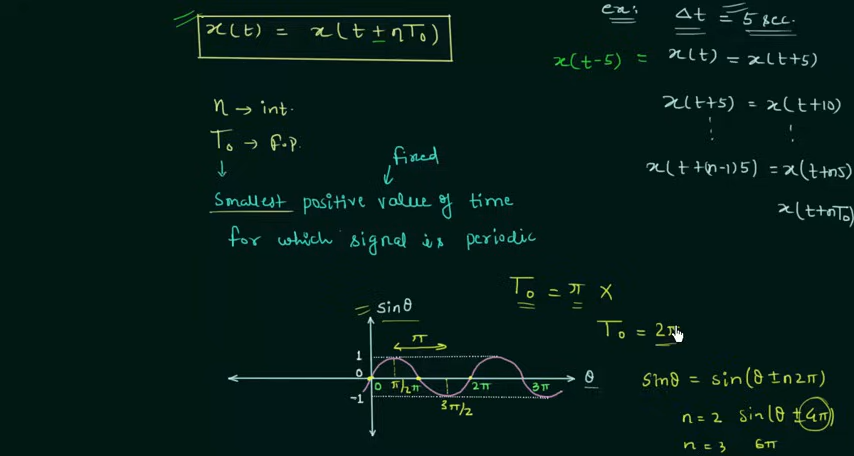 x(t) = x(t ± nT₀)
n → int.
T₀ → F.P.
↓ fixed
Smallest positive value of time
for which signal is periodic
ex: Δt = 5 sec.
x(t-5) = x(t) = x(t+5)
x(t+5) = x(t+10)
⋮ ⋮
x(t+(n-1)5) = x(t+n5)
x(t+nT₀)
T₀ = π X
T₀ = 2π
= sinθ
π
1
0
-1
0 π/2 π 2π 3π θ
3π/2
sinθ = sin(θ ± n2π)
n = 2 sin(θ ± 4π)
n = 3 6π